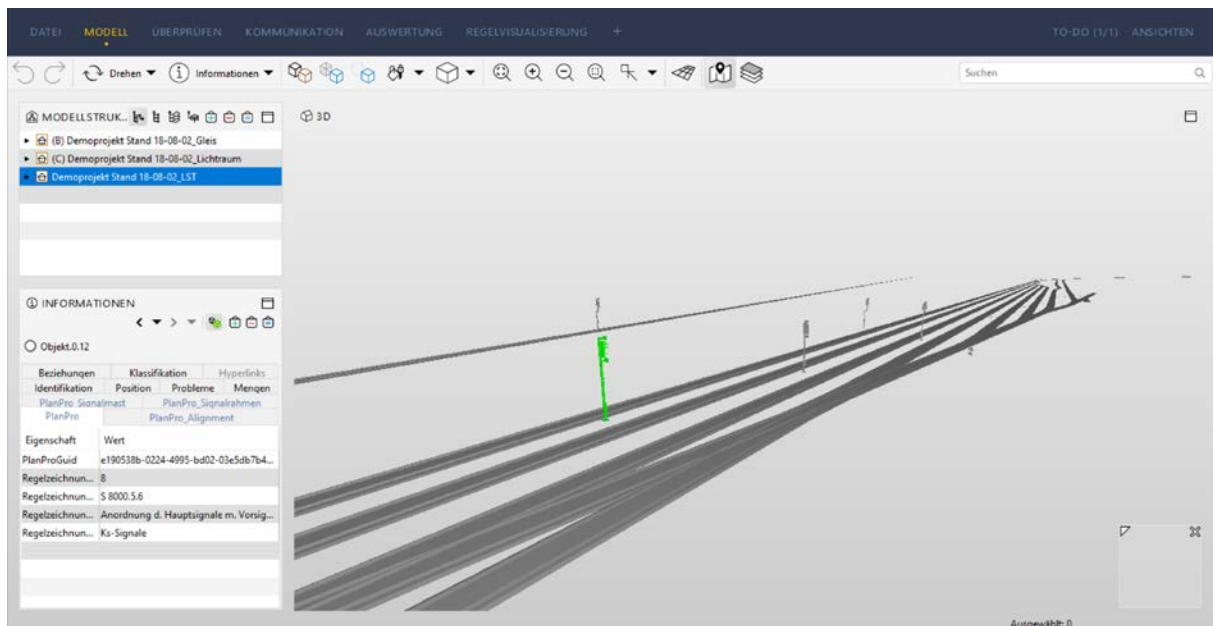 DATEI MODELL ÜBERPRÜFEN KOMMUNIKATION AUSWERTUNG REGELVISUALISIERUNG + TO-DO (1/1) ANSICHTEN
Drehen Informationen Suchen
MODELLSTRUK...
3D
(B) Demoprojekt Stand 18-08-02_Gleis
(C) Demoprojekt Stand 18-08-02_Lichtraum
Demoprojekt Stand 18-08-02_LST
INFORMATIONEN
Objekt.0.12
Beziehungen Klassifikation Hyperlinks
Identifikation Position Probleme Mengen
PlanPro_Signalmast PlanPro_Signalrahmen
PlanPro PlanPro_Alignment
Eigenschaft Wert
PlanProGuid e190538b-0224-4995-bd02-03e5db7b4...
Regelzeichnun... 8
Regelzeichnun... S 8000.5.6
Regelzeichnun... Anordnung d. Hauptsignale m. Vorsig...
Regelzeichnun... Ks-Signale
Ausgewählt: 0